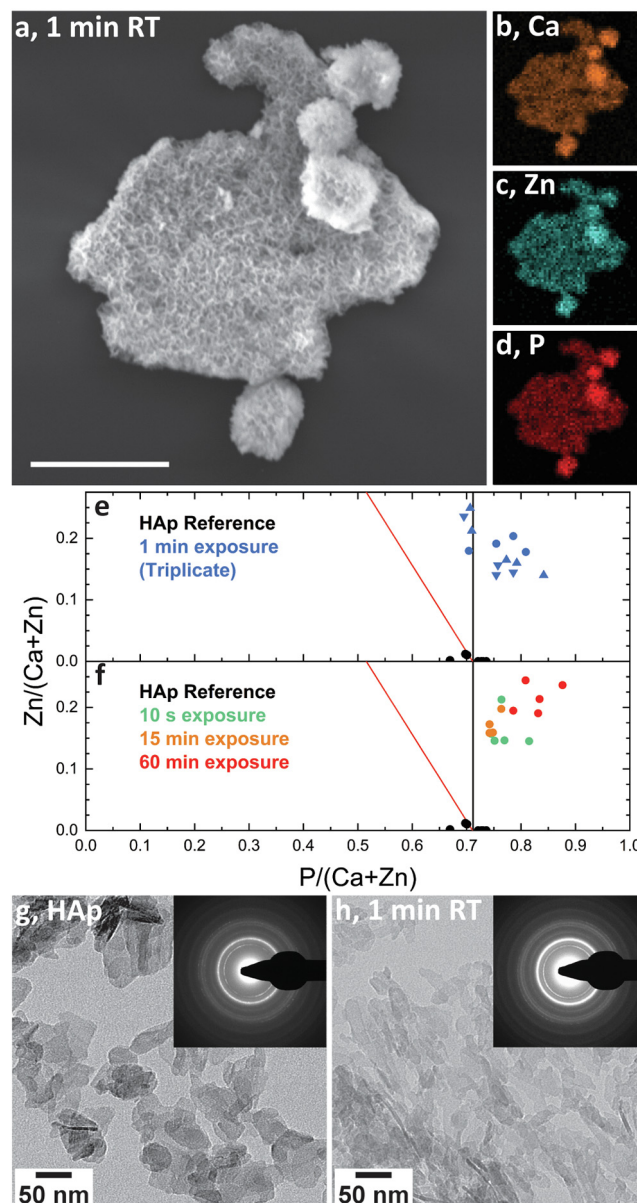 a, 1 min RT
b, Ca
c, Zn
d, P
e
HAp Reference
1 min exposure
(Triplicate)
0.2
0.1
0.0
Zn/(Ca+Zn)
f
HAp Reference
10 s exposure
15 min exposure
60 min exposure
0.2
0.1
0.0
0.0 0.1 0.2 0.3 0.4 0.5 0.6 0.7 0.8 0.9 1.0
P/(Ca+Zn)
g, HAp
50 nm
h, 1 min RT
50 nm